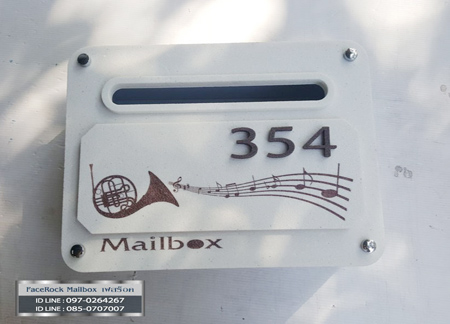 354
Mailbox
FaceRock Mailbox เฟสร็อค
ID LINE : 097-0264267
ID LINE : 085-0707007